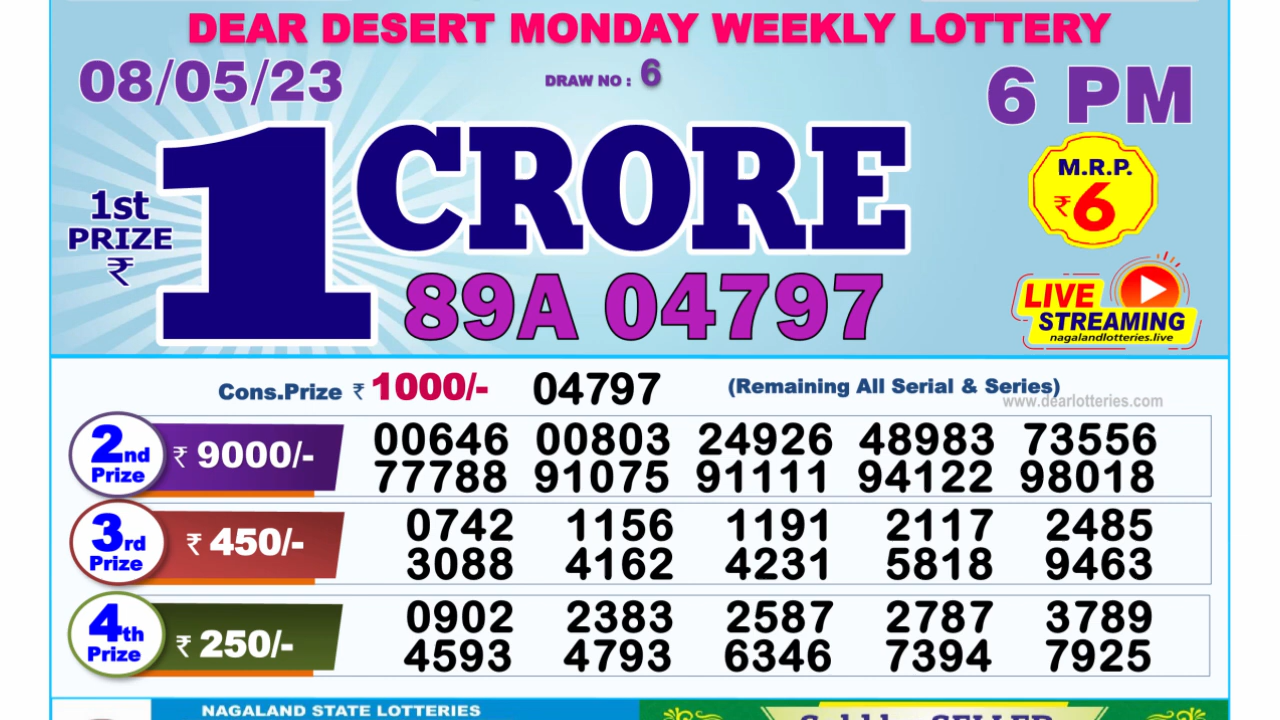 DEAR DESERT MONDAY WEEKLY LOTTERY
08/05/23
DRAW NO : 6
6 PM
1st
PRIZE
₹
1 CRORE
M.R.P.
₹6
89A 04797
LIVE
STREAMING
nagalandlotteries.live
Cons.Prize ₹ 1000/- 04797 (Remaining All Serial & Series)
www.dearlotteries.com
2nd Prize ₹ 9000/-
00646 00803 24926 48983 73556
77788 91075 91111 94122 98018
3rd Prize ₹ 450/-
0742 1156 1191 2117 2485
3088 4162 4231 5818 9463
4th Prize ₹ 250/-
0902 2383 2587 2787 3789
4593 4793 6346 7394 7925
NAGALAND STATE LOTTERIES